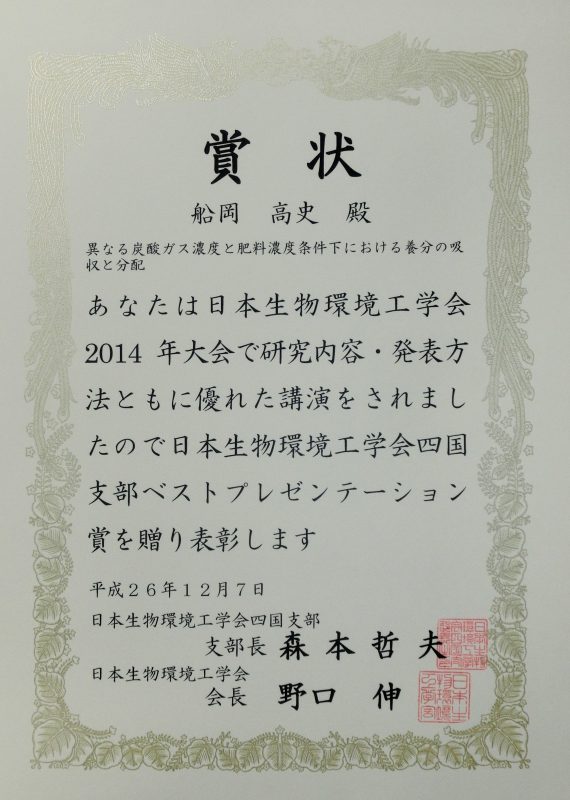 賞 状
船岡 高史 殿
異なる炭酸ガス濃度と肥料濃度条件下における養分の吸
収と分配
あなたは日本生物環境工学会
2014 年大会で研究内容・発表方
法ともに優れた講演をされまし
たので日本生物環境工学会四国
支部ベストプレゼンテーション
賞を贈り表彰します
平成26年12月7日
日本生物環境工学会四国支部
支部長 森本哲夫
日本生物環境工学会
会長 野口 伸